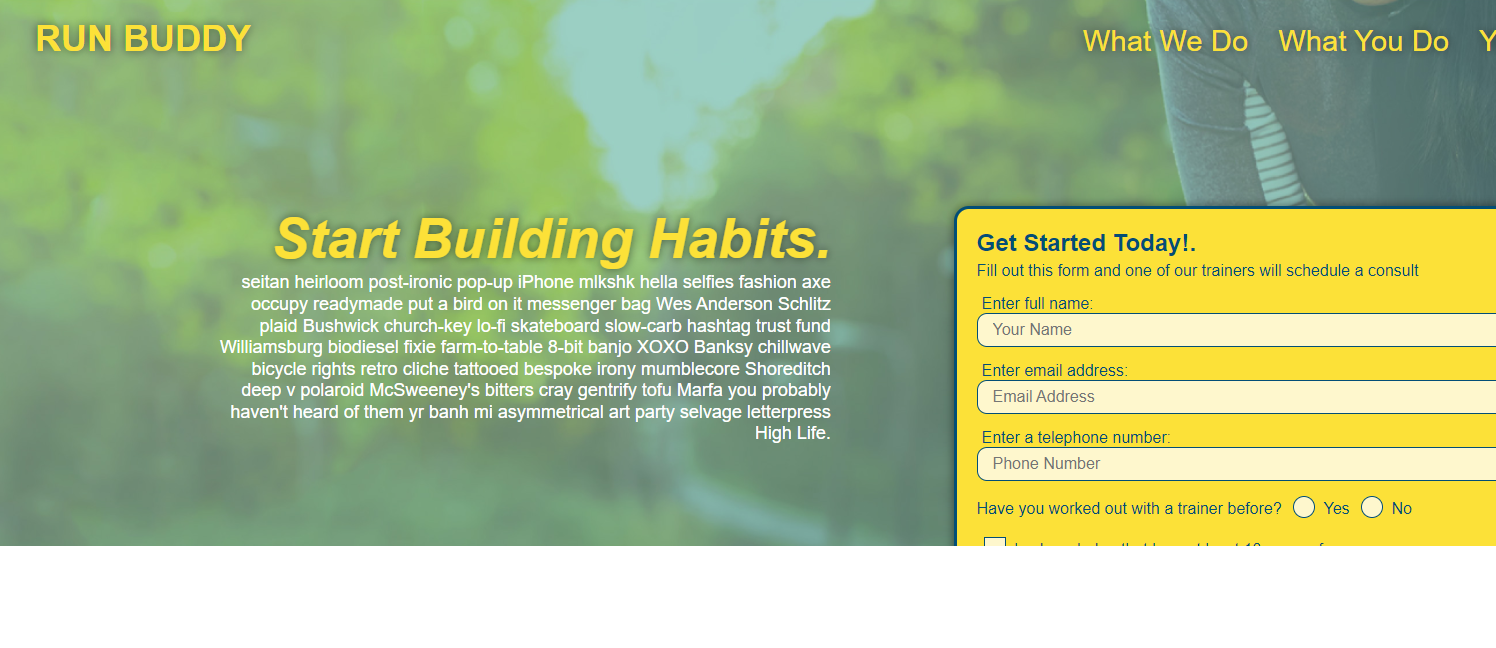 RUN BUDDY
What We Do What You Do Y
Start Building Habits.
seitan heirloom post-ironic pop-up iPhone mlkshk hella selfies fashion axe
occupy readymade put a bird on it messenger bag Wes Anderson Schlitz
plaid Bushwick church-key lo-fi skateboard slow-carb hashtag trust fund
Williamsburg biodiesel fixie farm-to-table 8-bit banjo XOXO Banksy chillwave
bicycle rights retro cliche tattooed bespoke irony mumblecore Shoreditch
deep v polaroid McSweeney's bitters cray gentrify tofu Marfa you probably
haven't heard of them yr banh mi asymmetrical art party selvage letterpress
High Life.
Get Started Today!.
Fill out this form and one of our trainers will schedule a consult
Enter full name:
Your Name
Enter email address:
Email Address
Enter a telephone number:
Phone Number
Have you worked out with a trainer before? Yes No